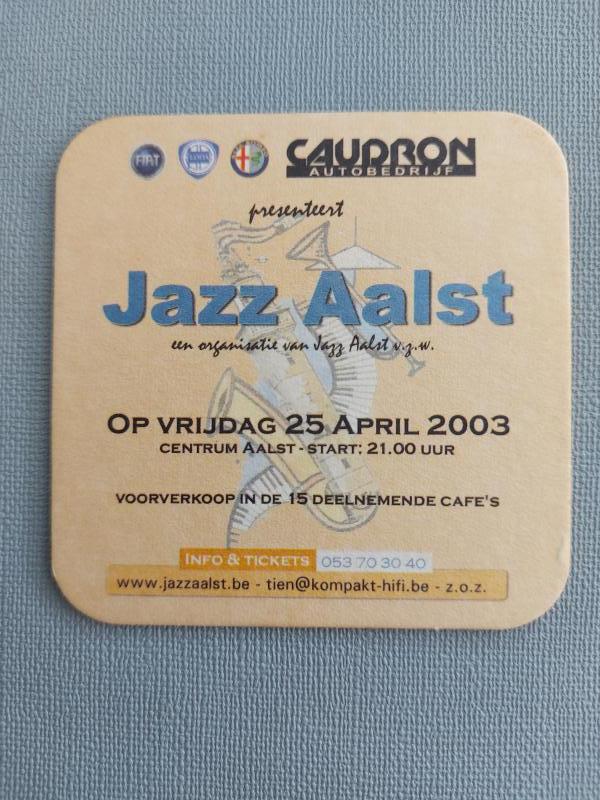 FIAT LANCIA CAUDRON
AUTOBEDRIJF
presenteert
Jazz Aalst
een organisatie van Jazz Aalst v.z.w.
OP VRIJDAG 25 APRIL 2003
CENTRUM AALST - START: 21.00 UUR
VOORVERKOOP IN DE 15 DEELNEMENDE CAFE'S
INFO & TICKETS 053 70 30 40
www.jazzaalst.be - tien@kompakt-hifi.be - z.o.z.